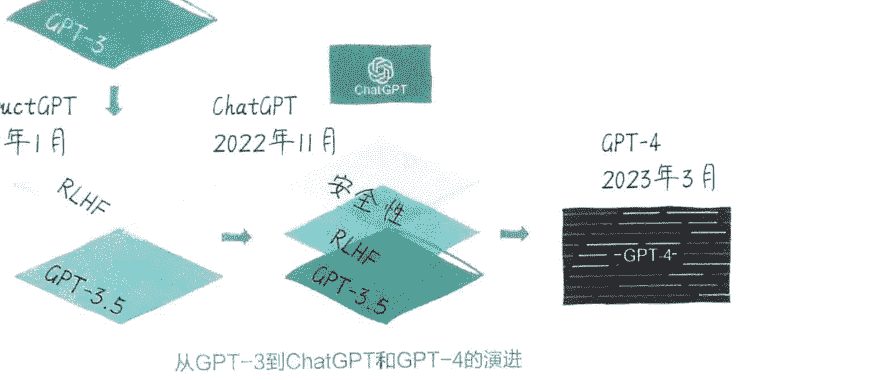 GPT-3
uctGPT
年1月
ChatGPT
2022年11月
ChatGPT
GPT-4
2023年3月
RLHF
GPT-3.5
安全性
RLHF
GPT-3.5
-GPT-4-
从GPT-3到ChatGPT和GPT-4的演进